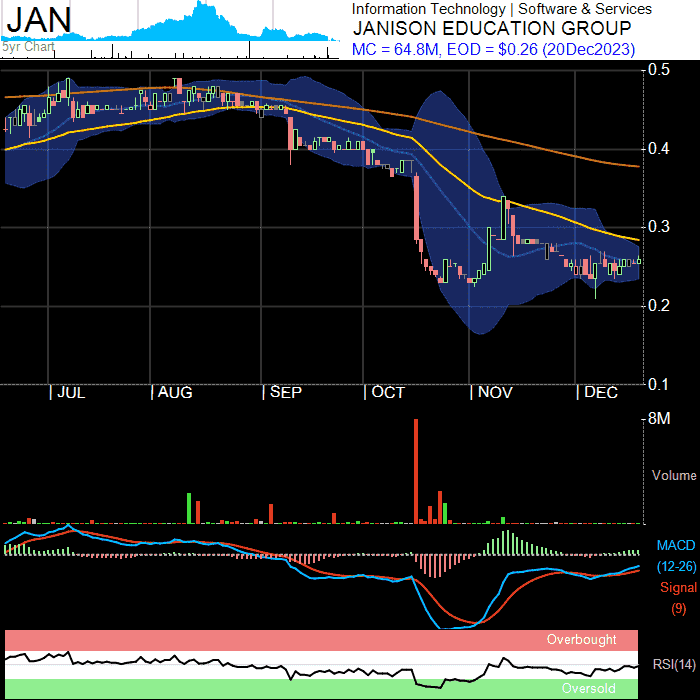 JAN
5yr Chart
Information Technology | Software & Services
JANISON EDUCATION GROUP
MC = 64.8M, EOD = $0.26 (20Dec2023)
0.5
0.4
0.3
0.2
0.1
| JUL | AUG | SEP | OCT | NOV | DEC
8M
Volume
MACD
(12-26)
Signal
(9)
Overbought
RSI(14)
Oversold